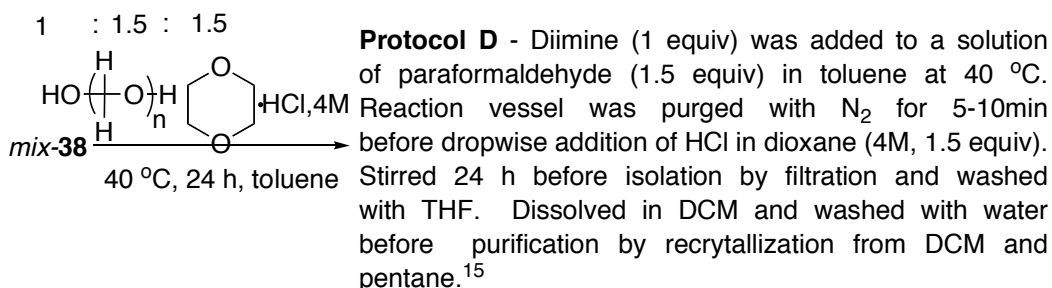 1 : 1.5 : 1.5
H
HO ( O ) H
n
H
O
O
•HCl,4M
mix-38
40 °C, 24 h, toluene
Protocol D - Diimine (1 equiv) was added to a solution
of paraformaldehyde (1.5 equiv) in toluene at 40 °C.
Reaction vessel was purged with N2 for 5-10min
before dropwise addition of HCl in dioxane (4M, 1.5 equiv).
Stirred 24 h before isolation by filtration and washed
with THF. Dissolved in DCM and washed with water
before purification by recrytallization from DCM and
pentane.15